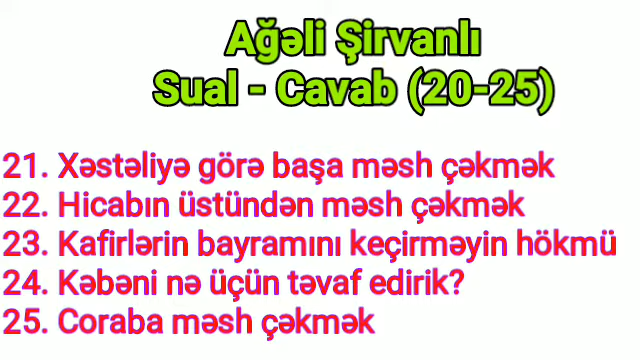 Ağəli Şirvanlı
Sual - Cavab (20-25)
21. Xəstəliyə görə başa məsh çəkmək
22. Hicabın üstündən məsh çəkmək
23. Kafirlərin bayramını keçirməyin hökmü
24. Kəbəni nə üçün təvaf edirik?
25. Coraba məsh çəkmək